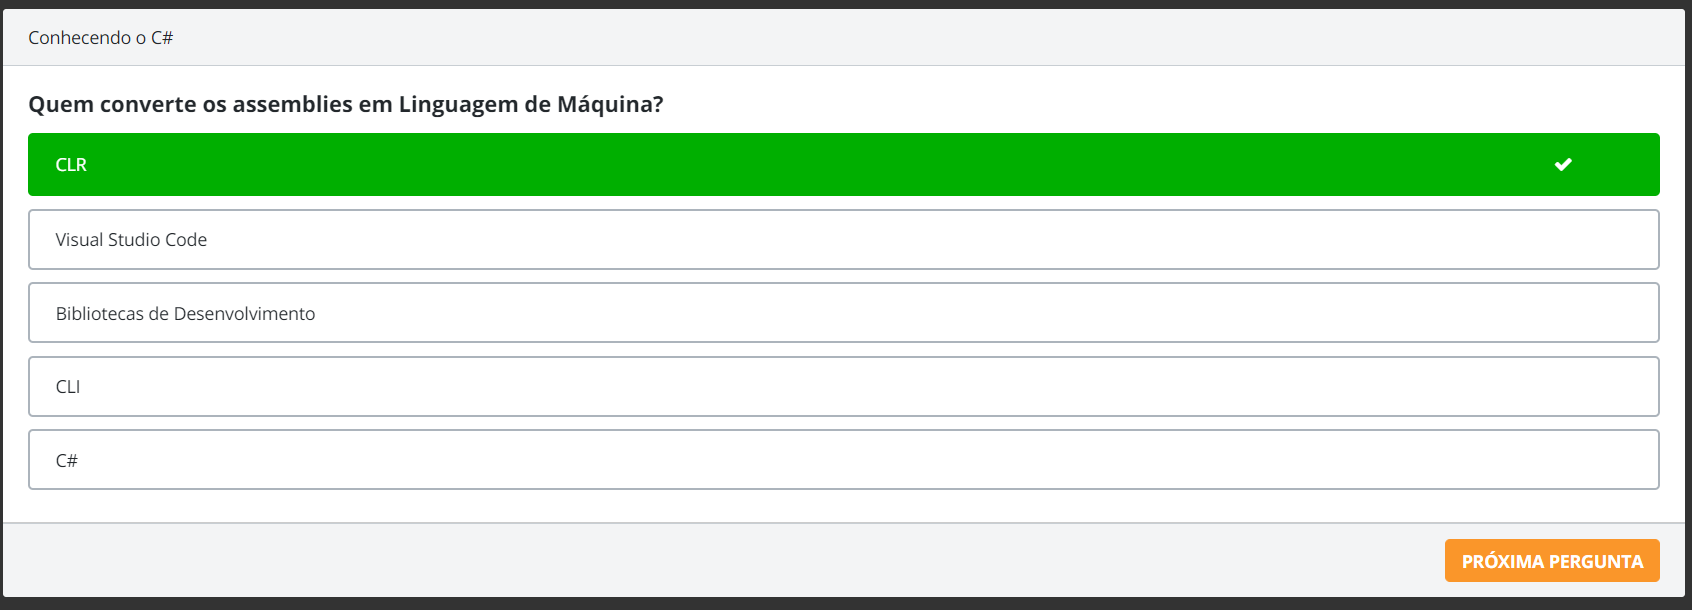 Conhecendo o C#
Quem converte os assemblies em Linguagem de Máquina?
CLR
Visual Studio Code
Bibliotecas de Desenvolvimento
CLI
C#
PRÓXIMA PERGUNTA